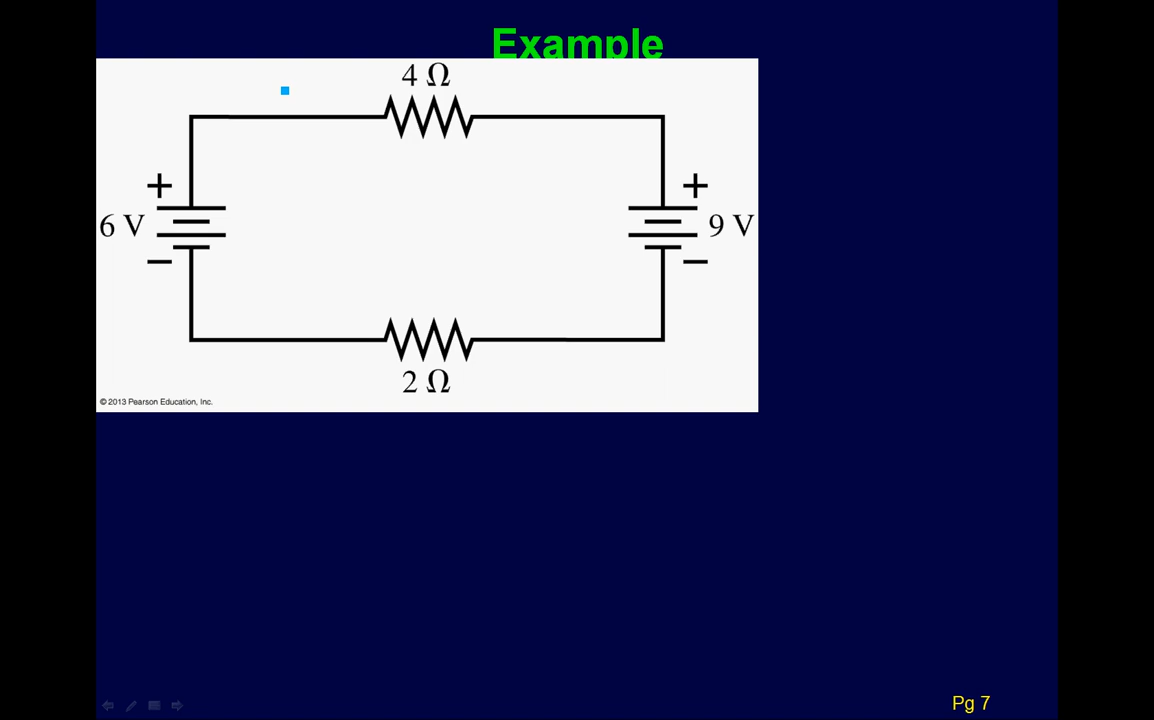 Example
4 Ω
+ +
6 V 9 V
− −
2 Ω
© 2013 Pearson Education, Inc.
Pg 7